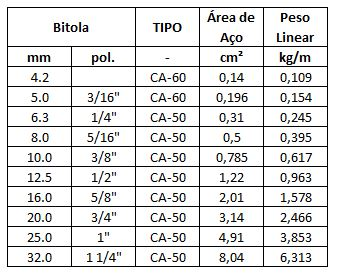 Bitola TIPO Área de Aço Peso Linear
mm pol. - cm² kg/m
4.2 CA-60 0,14 0,109
5.0 3/16" CA-60 0,196 0,154
6.3 1/4" CA-50 0,31 0,245
8.0 5/16" CA-50 0,5 0,395
10.0 3/8" CA-50 0,785 0,617
12.5 1/2" CA-50 1,22 0,963
16.0 5/8" CA-50 2,01 1,578
20.0 3/4" CA-50 3,14 2,466
25.0 1" CA-50 4,91 3,853
32.0 1 1/4" CA-50 8,04 6,313